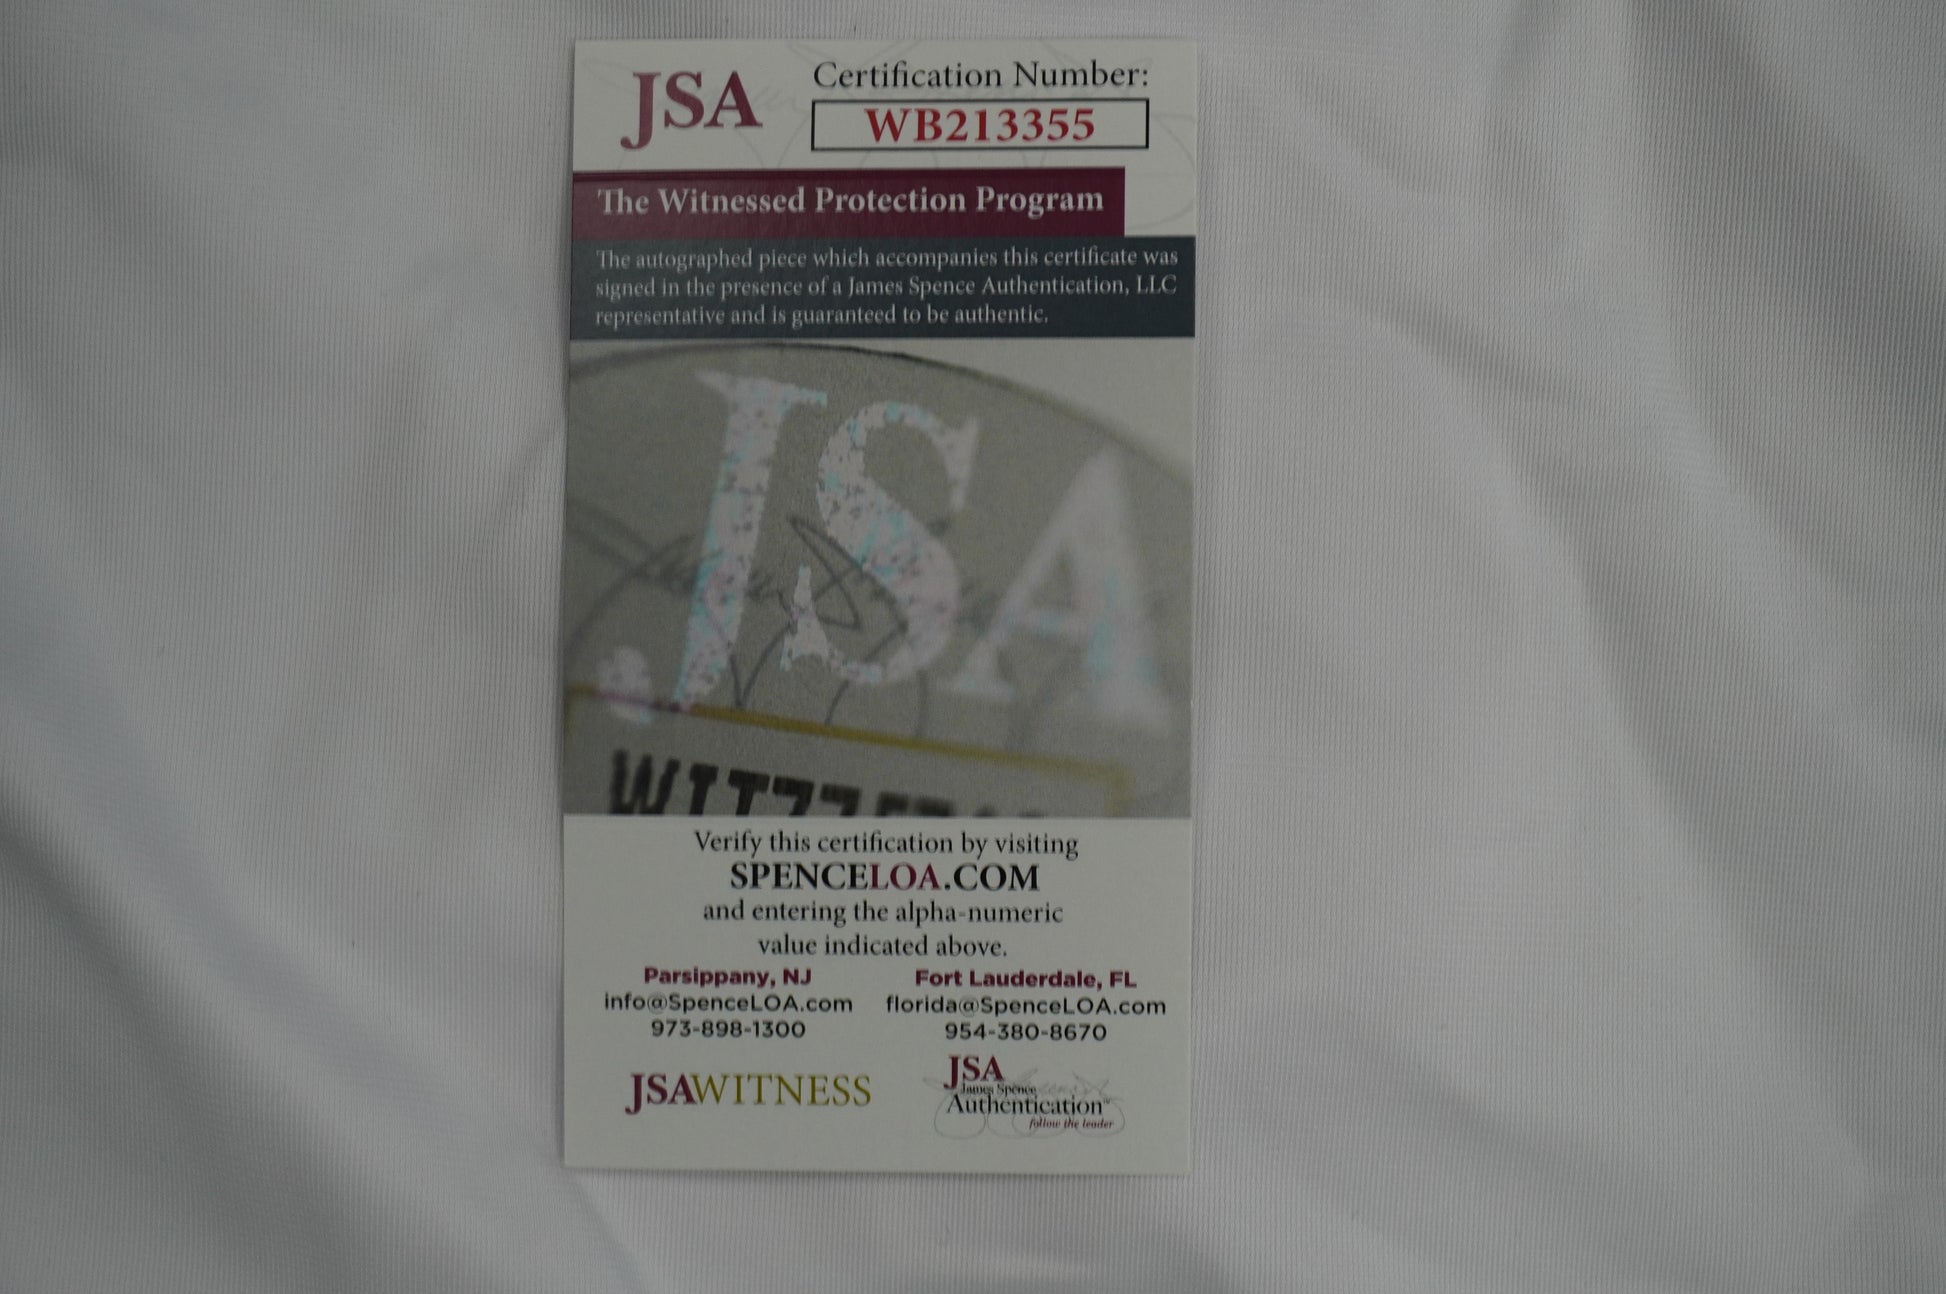 JSA
Certification Number:
WB213355
The Witnessed Protection Program
The autographed piece which accompanies this certificate was
signed in the presence of a James Spence Authentication, LLC
representative and is guaranteed to be authentic.
JSA
Verify this certification by visiting
SPENCELOA.COM
and entering the alpha-numeric
value indicated above.
Parsippany, NJ
info@SpenceLOA.com
973-898-1300
Fort Lauderdale, FL
florida@SpenceLOA.com
954-380-8670
JSAWITNESS
JSA
James Spence
Authentication™
follow the leader